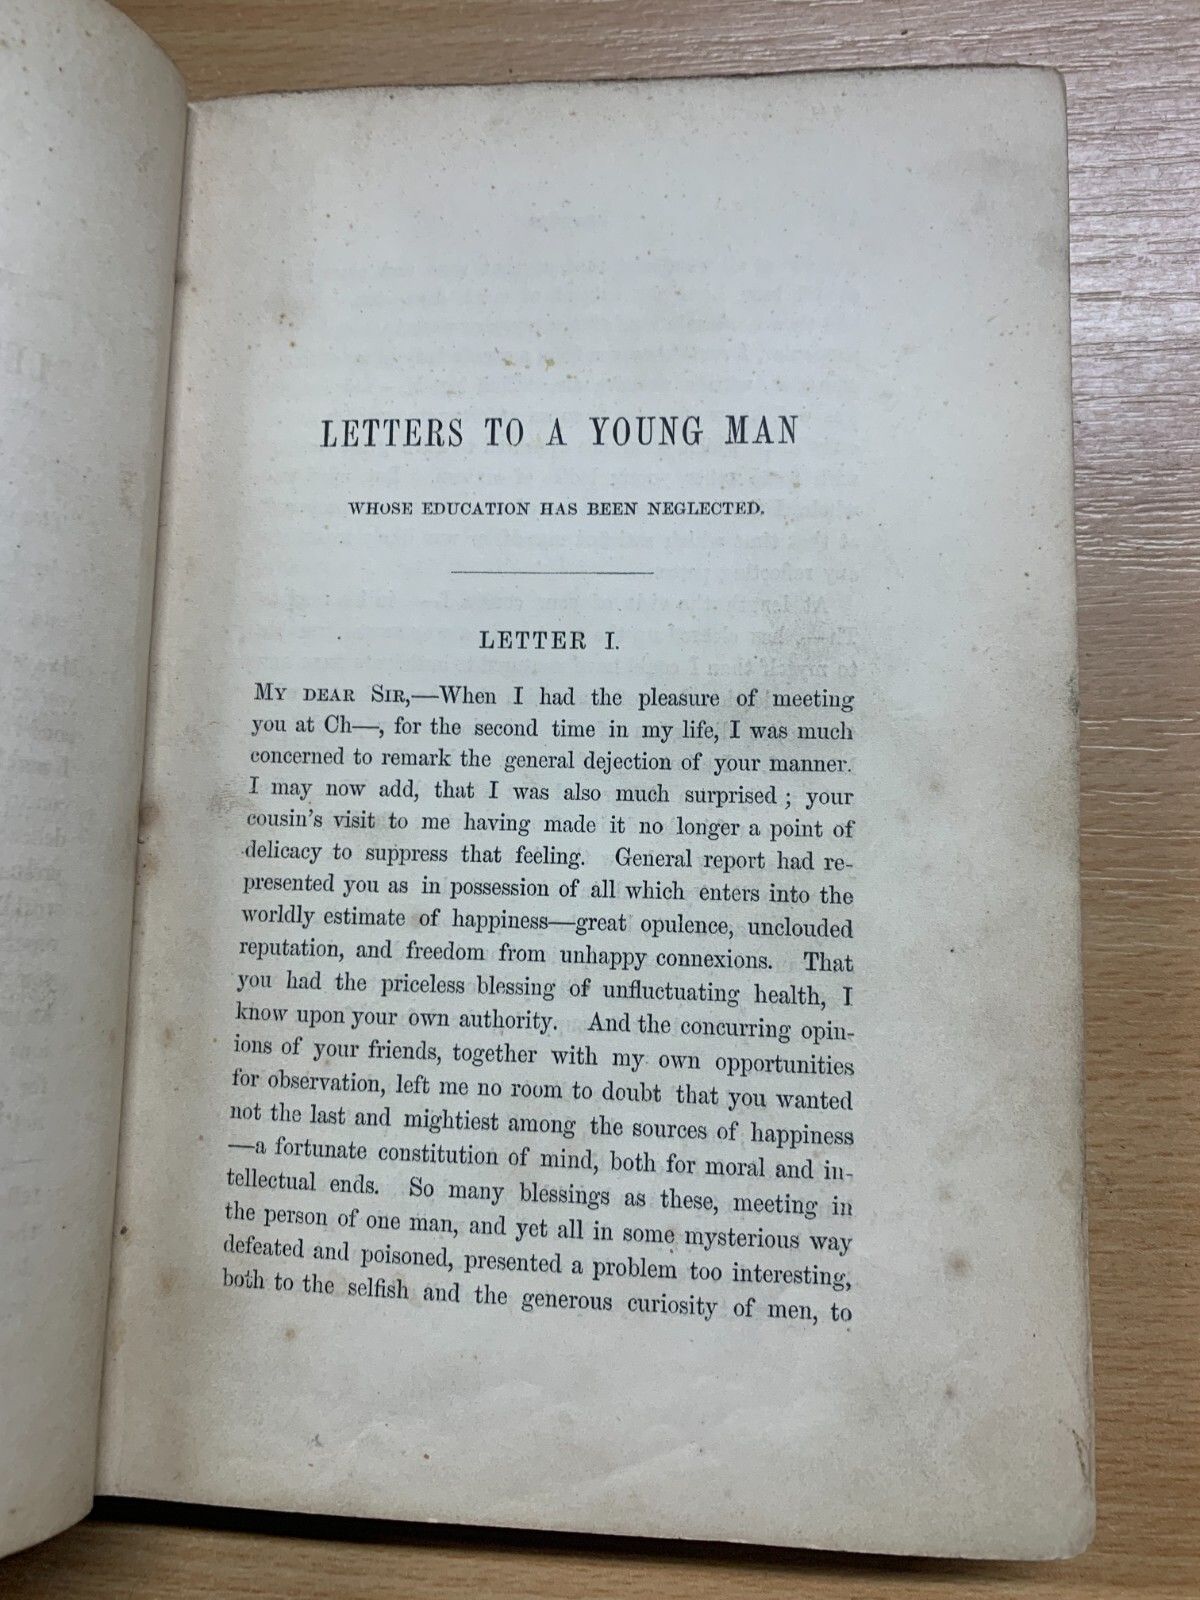 LETTERS TO A YOUNG MAN
WHOSE EDUCATION HAS BEEN NEGLECTED.
LETTER I.
MY DEAR SIR,—When I had the pleasure of meeting
you at Ch—, for the second time in my life, I was much
concerned to remark the general dejection of your manner.
I may now add, that I was also much surprised; your
cousin's visit to me having made it no longer a point of
delicacy to suppress that feeling. General report had re-
presented you as in possession of all which enters into the
worldly estimate of happiness—great opulence, unclouded
reputation, and freedom from unhappy connexions. That
you had the priceless blessing of unfluctuating health, I
know upon your own authority. And the concurring opin-
ions of your friends, together with my own opportunities
for observation, left me no room to doubt that you wanted
not the last and mightiest among the sources of happiness
—a fortunate constitution of mind, both for moral and in-
tellectual ends. So many blessings as these, meeting in
the person of one man, and yet all in some mysterious way
defeated and poisoned, presented a problem too interesting,
both to the selfish and the generous curiosity of men, to